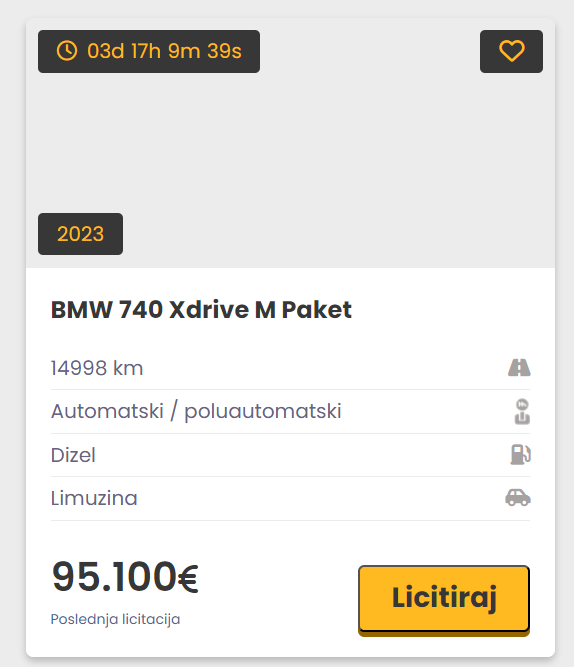 03d 17h 9m 39s
2023
BMW 740 Xdrive M Paket
14998 km
Automatski / poluautomatski
Dizel
Limuzina
95.100€
Poslednja licitacija
Licitiraj